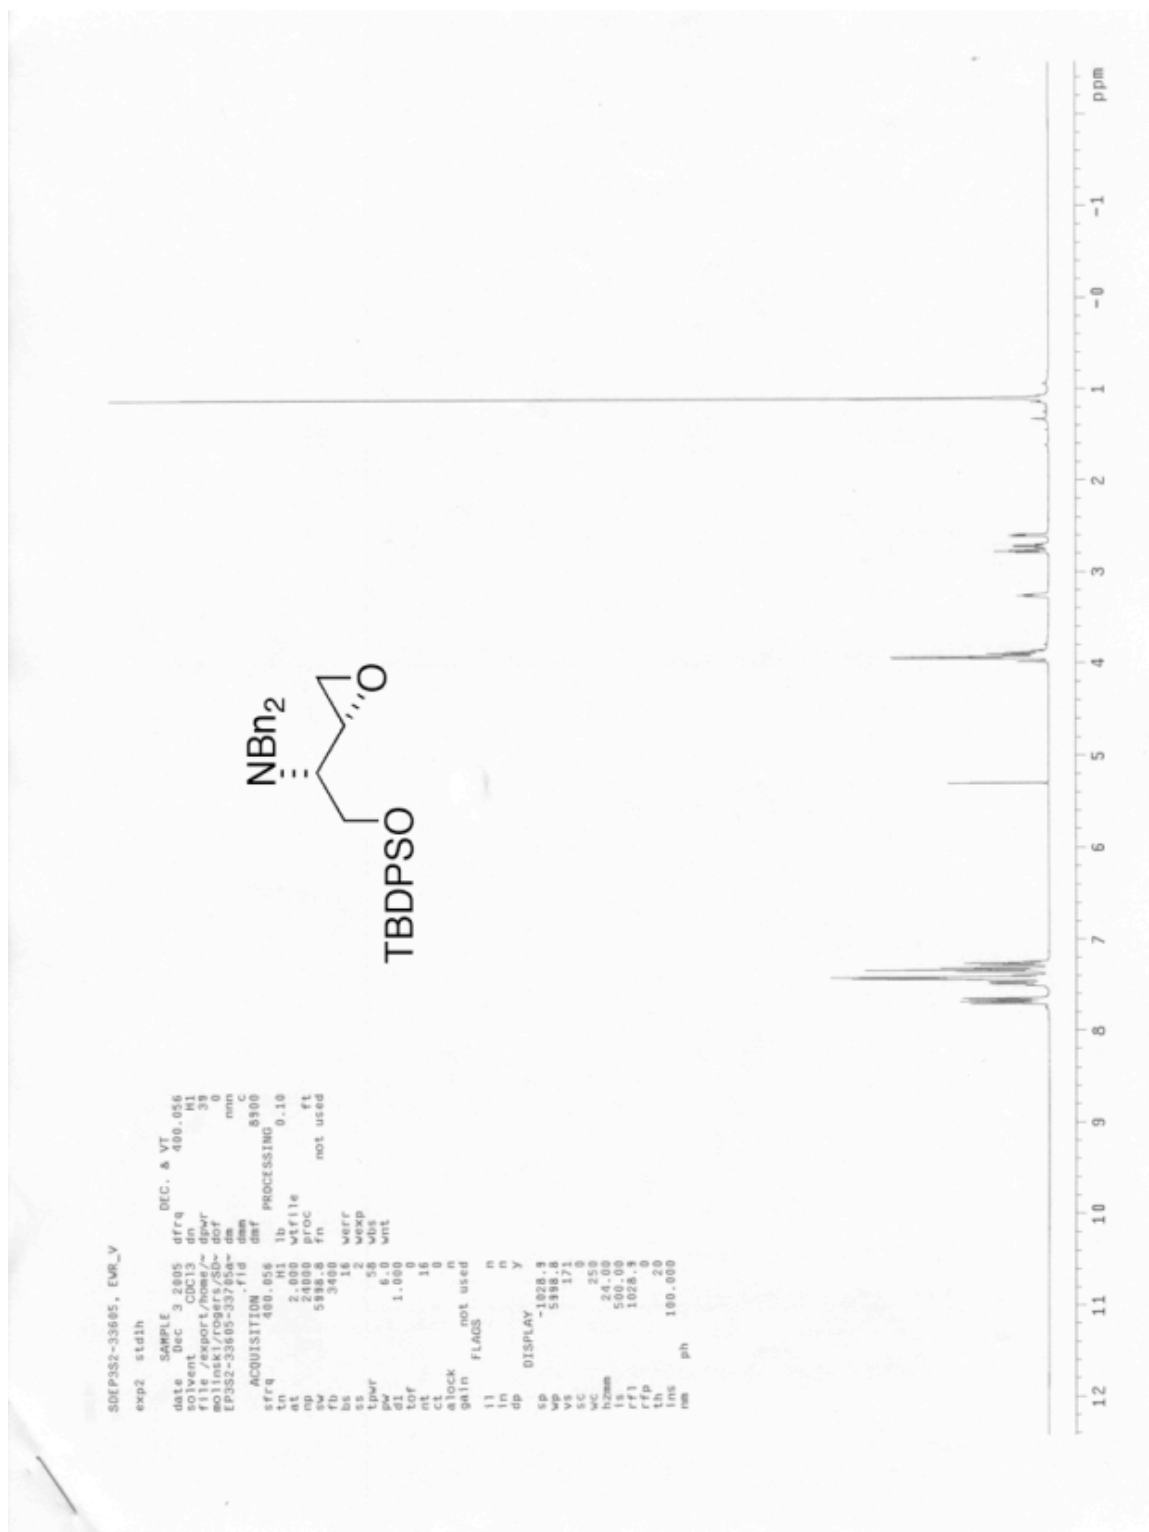 SDEP3S2-33605, EWR_V
exp2 std1h
SAMPLE DEC. & VT
date Dec 3 2005 dfrq 400.056
solvent CDCl3 dn H1
file /export/home/~ dpwr 39
molinski/rogers/SD~ dof 0
EP3S2-33605-33705a~ dm nnn
.fid dmm c
ACQUISITION dmf 8900
sfrq 400.056 PROCESSING
tn H1 lb 0.10
at 2.000 wtfile
np 24000 proc ft
sw 5998.8 fn not used
fb 3400
bs 16 werr
ss 2 wexp
tpwr 58 wbs
pw 6.0 wnt
d1 1.000
tof 0
nt 16
ct 0
alock n
gain not used
FLAGS
il n
in n
dp y
DISPLAY
sp -1028.9
wp 5998.8
vs 171
sc 0
wc 250
hzmm 24.00
is 500.00
rfl 1028.9
rfp 0
th 20
ins 100.000
nm ph
NBn2
TBDPSO
O
12 11 10 9 8 7 6 5 4 3 2 1 -0 -1 ppm